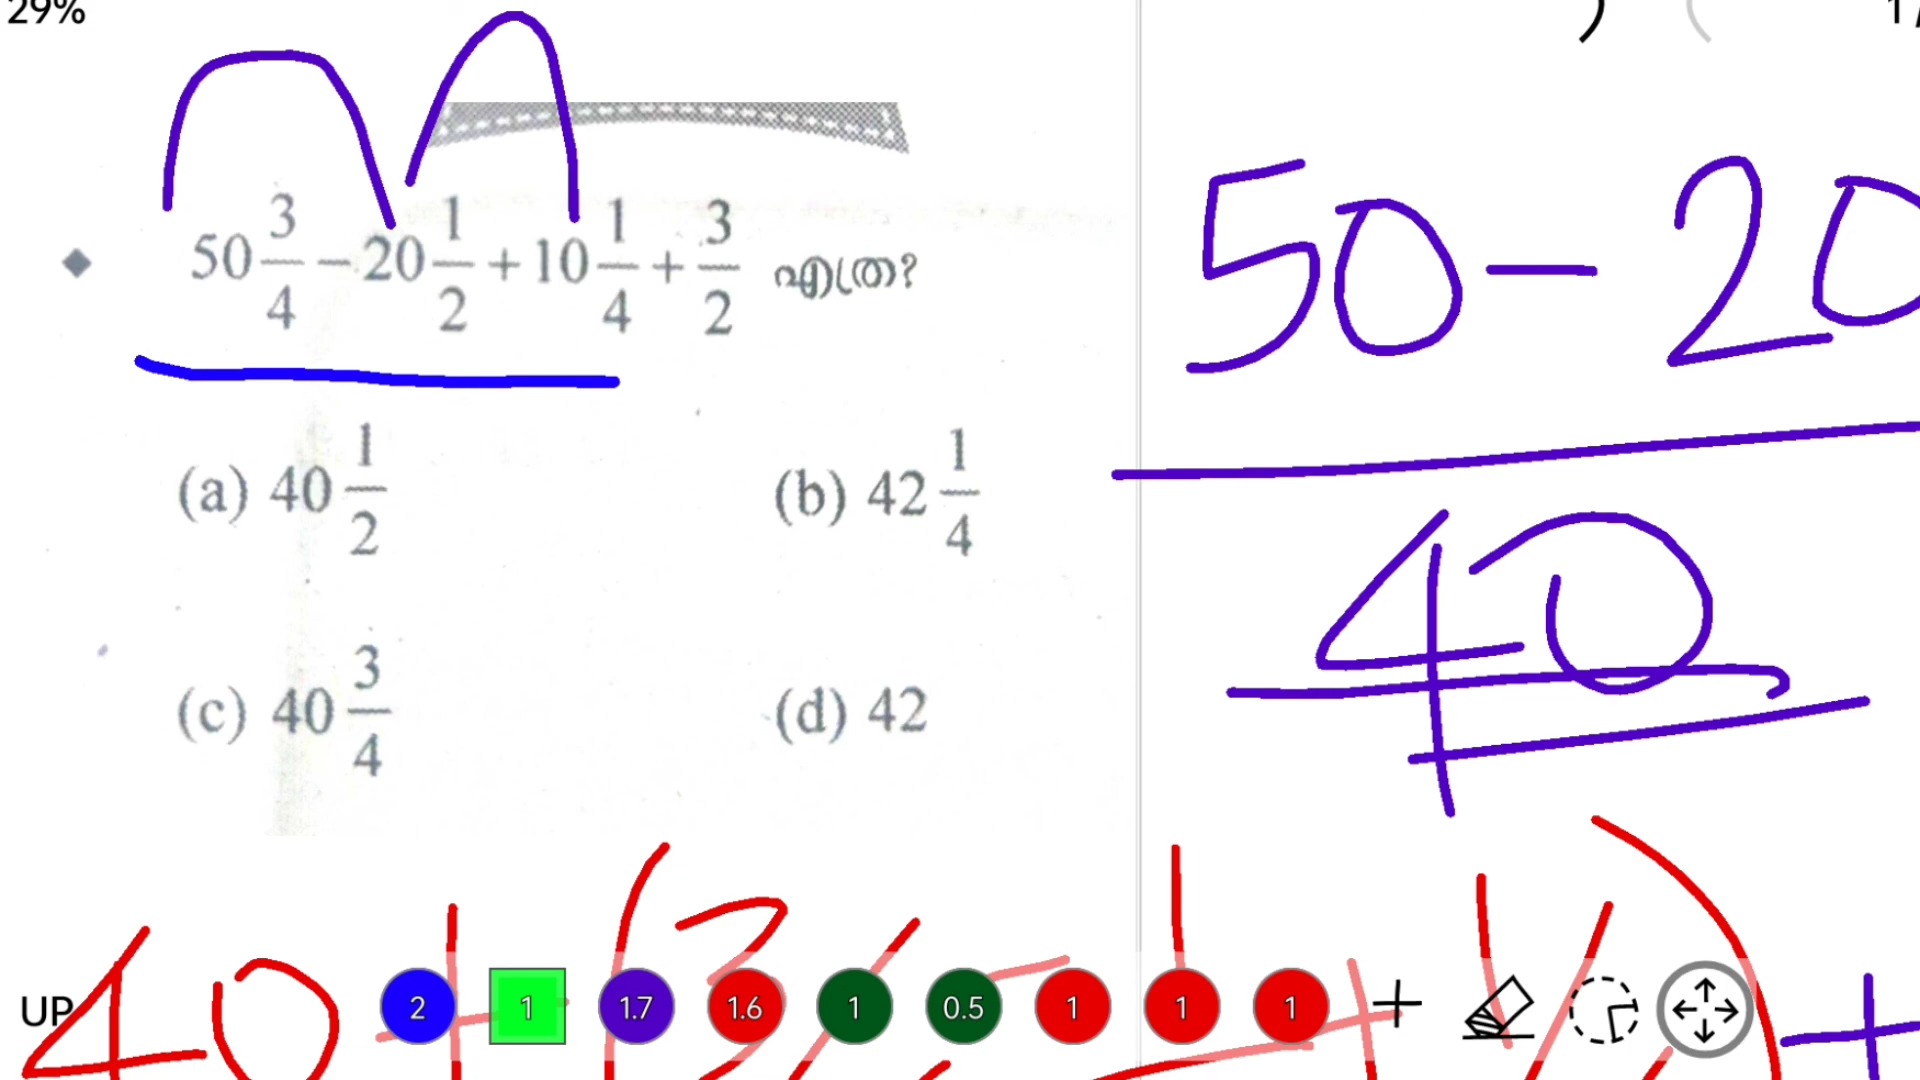 29%
50 3/4 − 20 1/2 + 10 1/4 + 3/2 എത്ര?
50 − 20
(a) 40 1/2
(b) 42 1/4
40
(c) 40 3/4
(d) 42
40 + (3/
UP
2 1 1.7 1.6 1 0.5 1 1 1